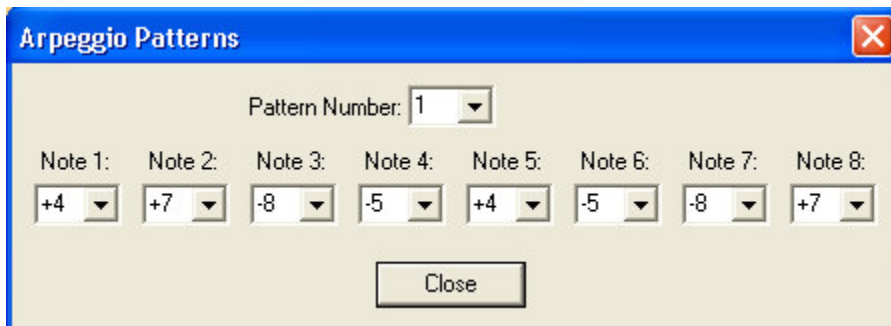 Arpeggio Patterns
Pattern Number: 1
Note 1: Note 2: Note 3: Note 4: Note 5: Note 6: Note 7: Note 8:
+4 +7 -8 -5 +4 -5 -8 +7
Close